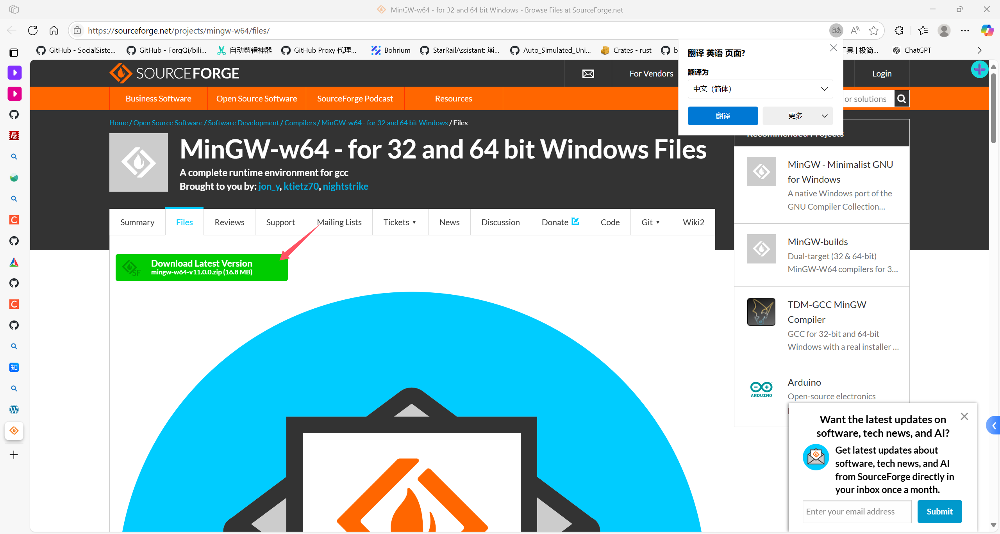 MinGW-w64 - for 32 and 64 bit Windows - Browse Files at SourceForge.net
https://sourceforge.net/projects/mingw-w64/files/
GitHub - SocialSiste...
GitHub - ForgQi/bili...
自动剪辑神器
GitHub Proxy 代理...
Bohrium
StarRailAssistant: 崩...
Auto_Simulated_Uni...
Crates - rust
工具 | 极简...
ChatGPT
翻译 英语 页面?
翻译为
中文（简体）
翻译
更多
SOURCEFORGE
For Vendors
Login
Business Software
Open Source Software
SourceForge Podcast
Resources
or solutions
Home / Open Source Software / Software Development / Compilers / MinGW-w64 - for 32 and 64 bit Windows / Files
MinGW-w64 - for 32 and 64 bit Windows Files
A complete runtime environment for gcc
Brought to you by: jon_y, ktietz70, nightstrike
Summary
Files
Reviews
Support
Mailing Lists
Tickets
News
Discussion
Donate
Code
Git
Wiki2
Download Latest Version
mingw-w64-v11.0.0.zip (16.8 MB)
SF
Recommended Projects
MinGW - Minimalist GNU
for Windows
A native Windows port of the
GNU Compiler Collection...
MinGW-builds
Dual-target (32 & 64-bit)
MinGW-W64 compilers for 3...
TDM-GCC MinGW
Compiler
GCC for 32-bit and 64-bit
Windows with a real installer ...
ARDUINO
Arduino
Open-source electronics
Want the latest updates on
software, tech news, and AI?
Get latest updates about
software, tech news, and AI
from SourceForge directly in
your inbox once a month.
Enter your email address
Submit